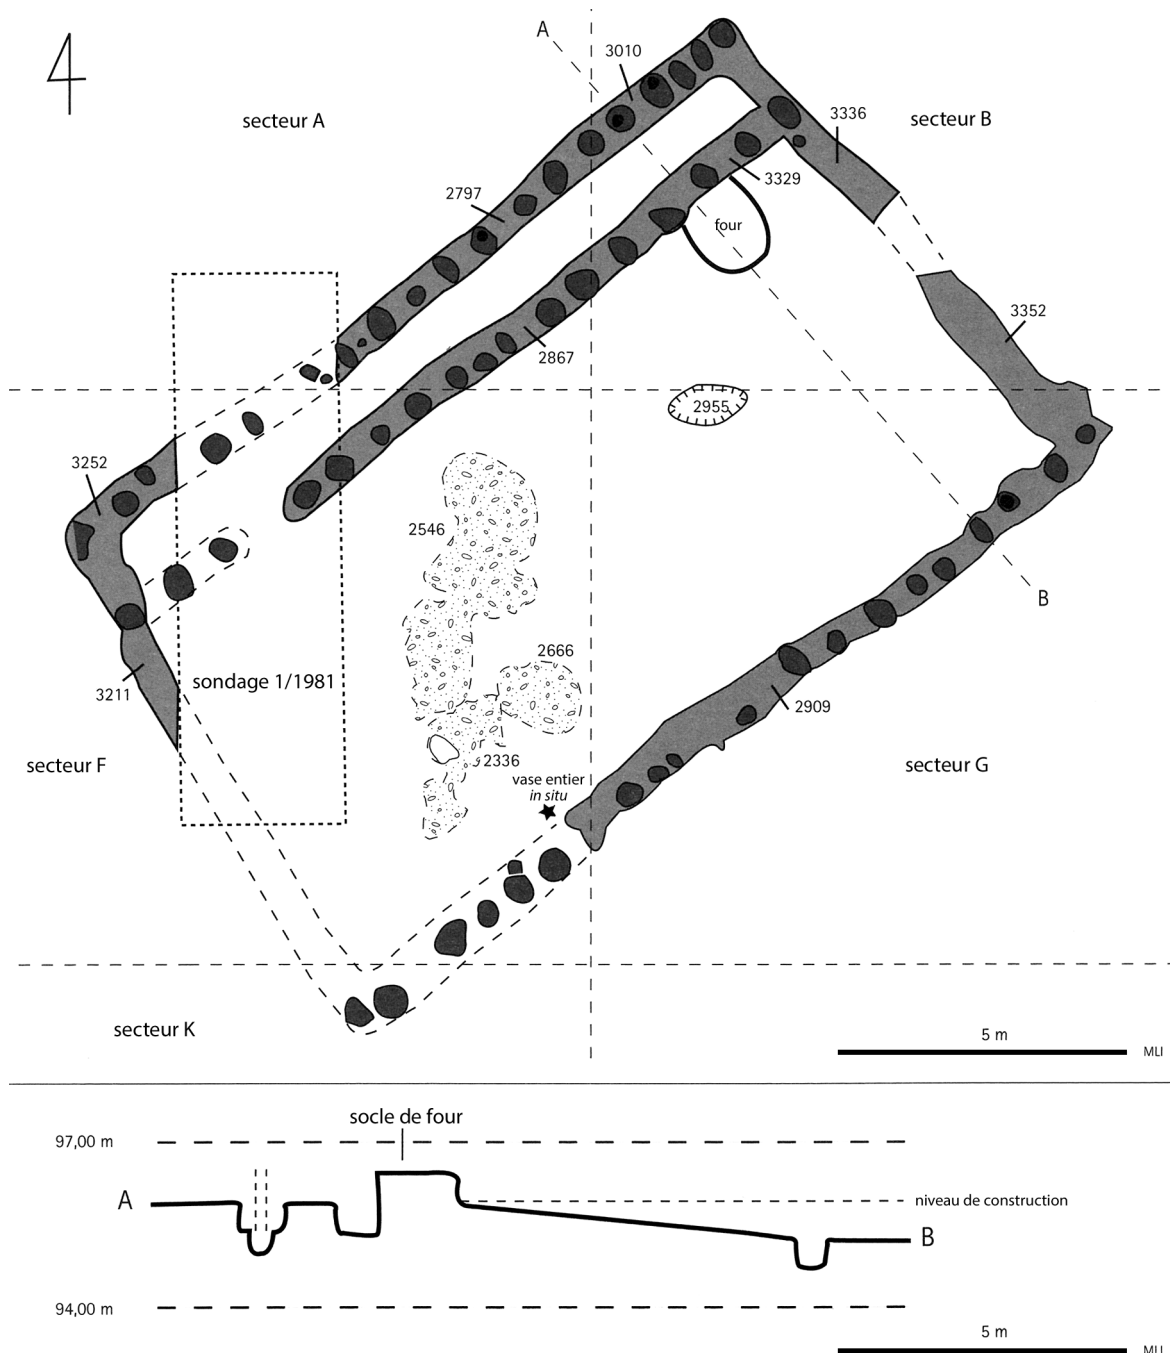 4
A
3010
secteur A
3336
secteur B
3329
2797
four
3352
2867
2955
3252
2546
B
2666
3211
sondage 1/1981
2909
secteur F
2336
vase entier
in situ
secteur G
secteur K
5 m
MLI
socle de four
97,00 m
A
niveau de construction
B
94,00 m
5 m
MLI